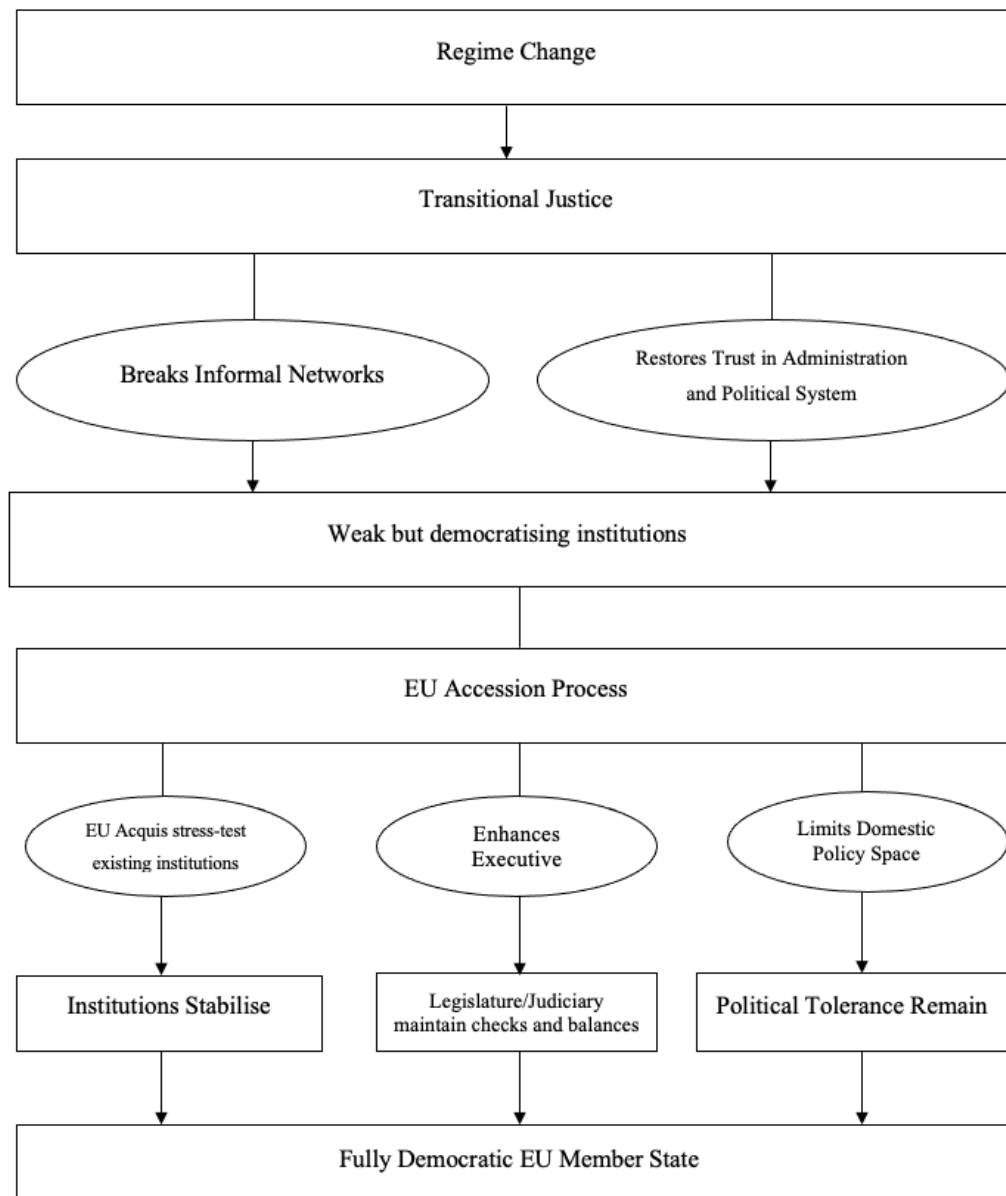 Regime Change
Transitional Justice
Breaks Informal Networks
Restores Trust in Administration
and Political System
Weak but democratising institutions
EU Accession Process
EU Acquis stress-test
existing institutions
Enhances
Executive
Limits Domestic
Policy Space
Institutions Stabilise
Legislature/Judiciary
maintain checks and balances
Political Tolerance Remain
Fully Democratic EU Member State